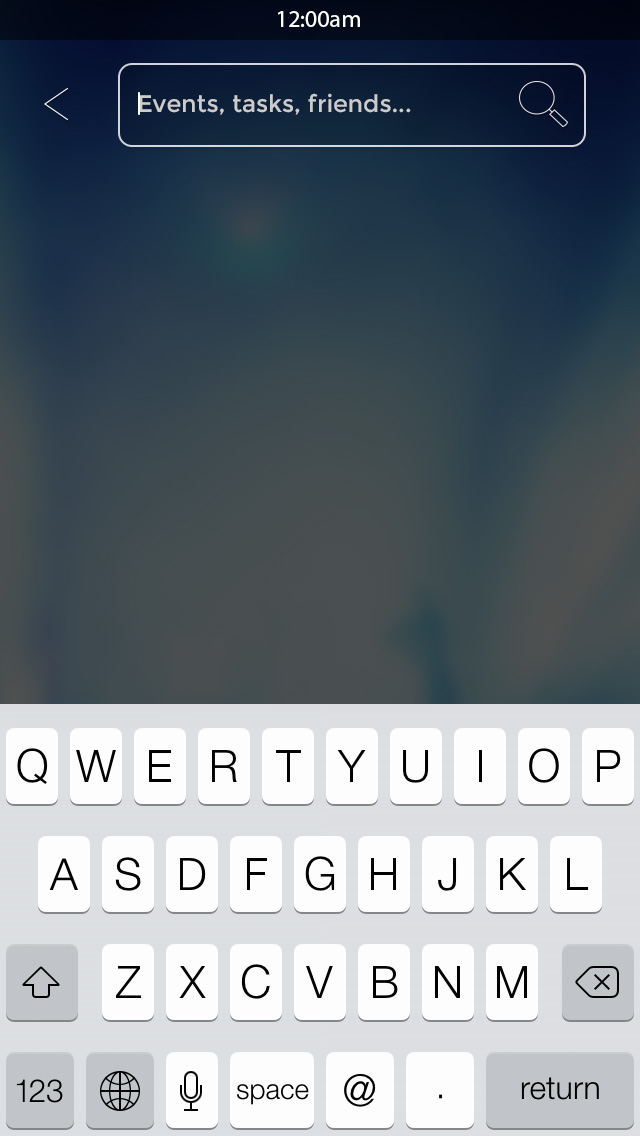 12:00am
Events, tasks, friends...
Q W E R T Y U I O P
A S D F G H J K L
Z X C V B N M
123 space @ . return